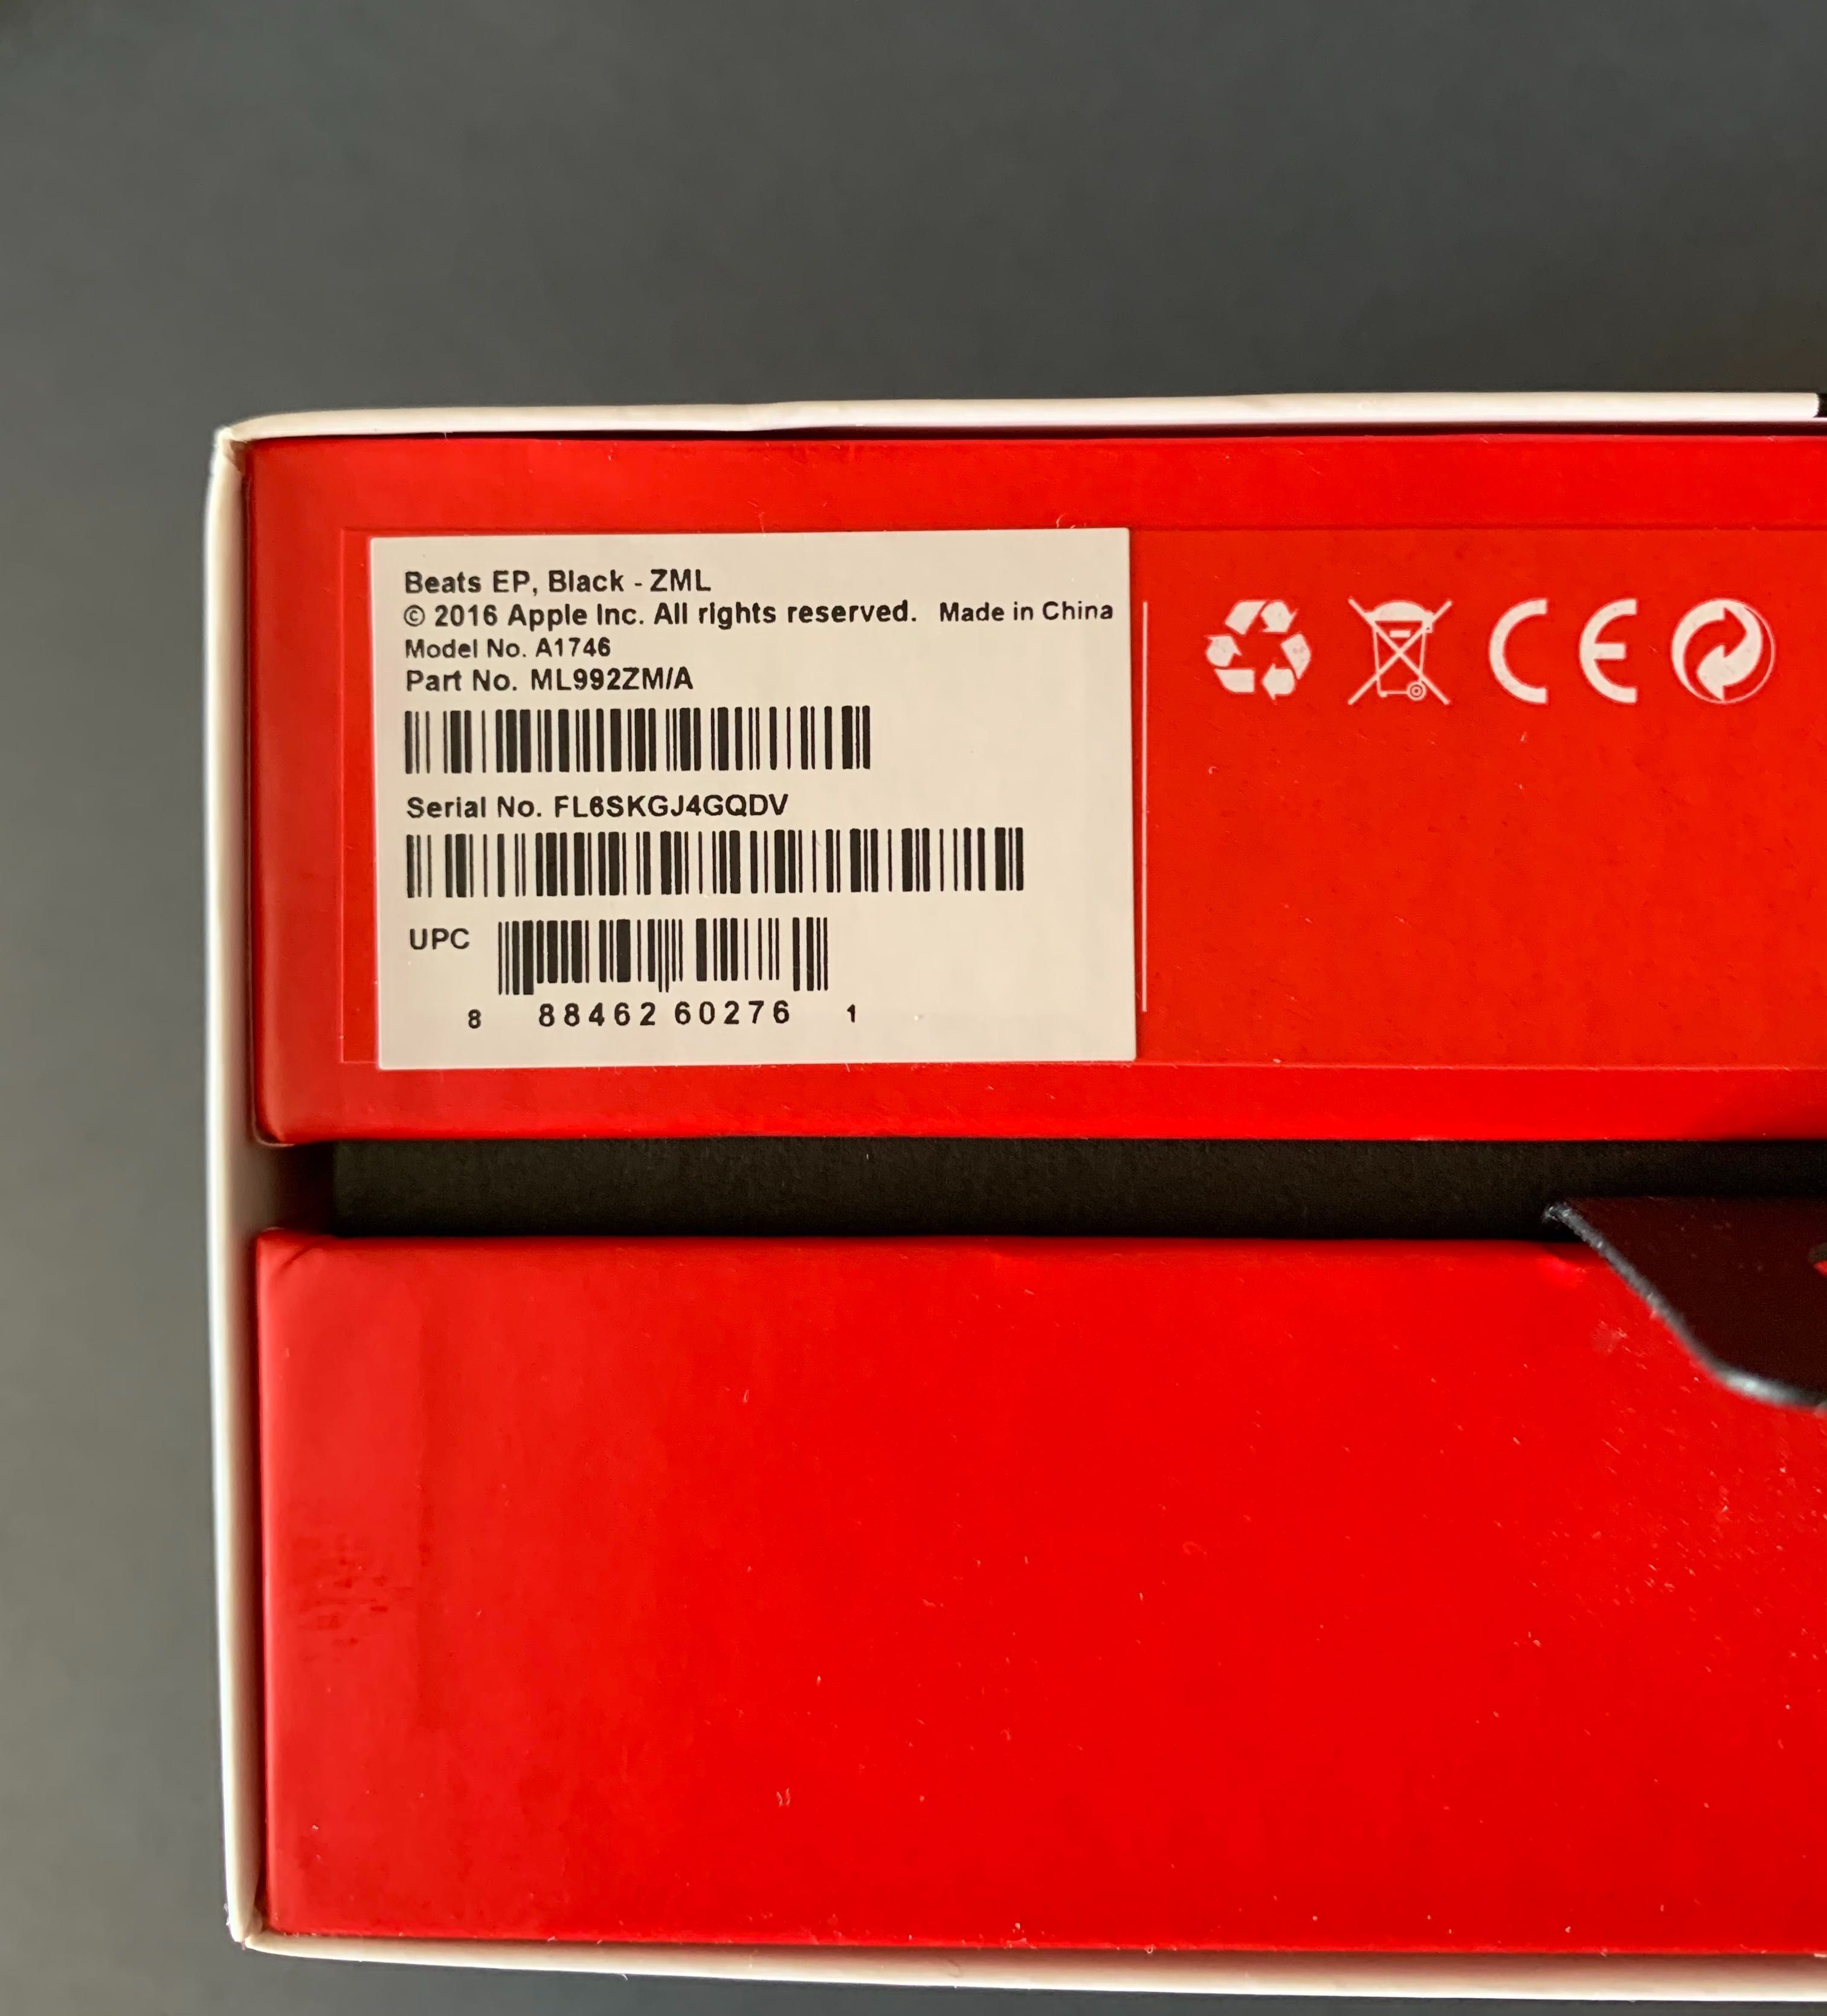 Beats EP, Black - ZML
© 2016 Apple Inc. All rights reserved. Made in China
Model No. A1746
Part No. ML992ZM/A
Serial No. FL6SKGJ4GQDV
UPC
8 88462 60276 1
CE